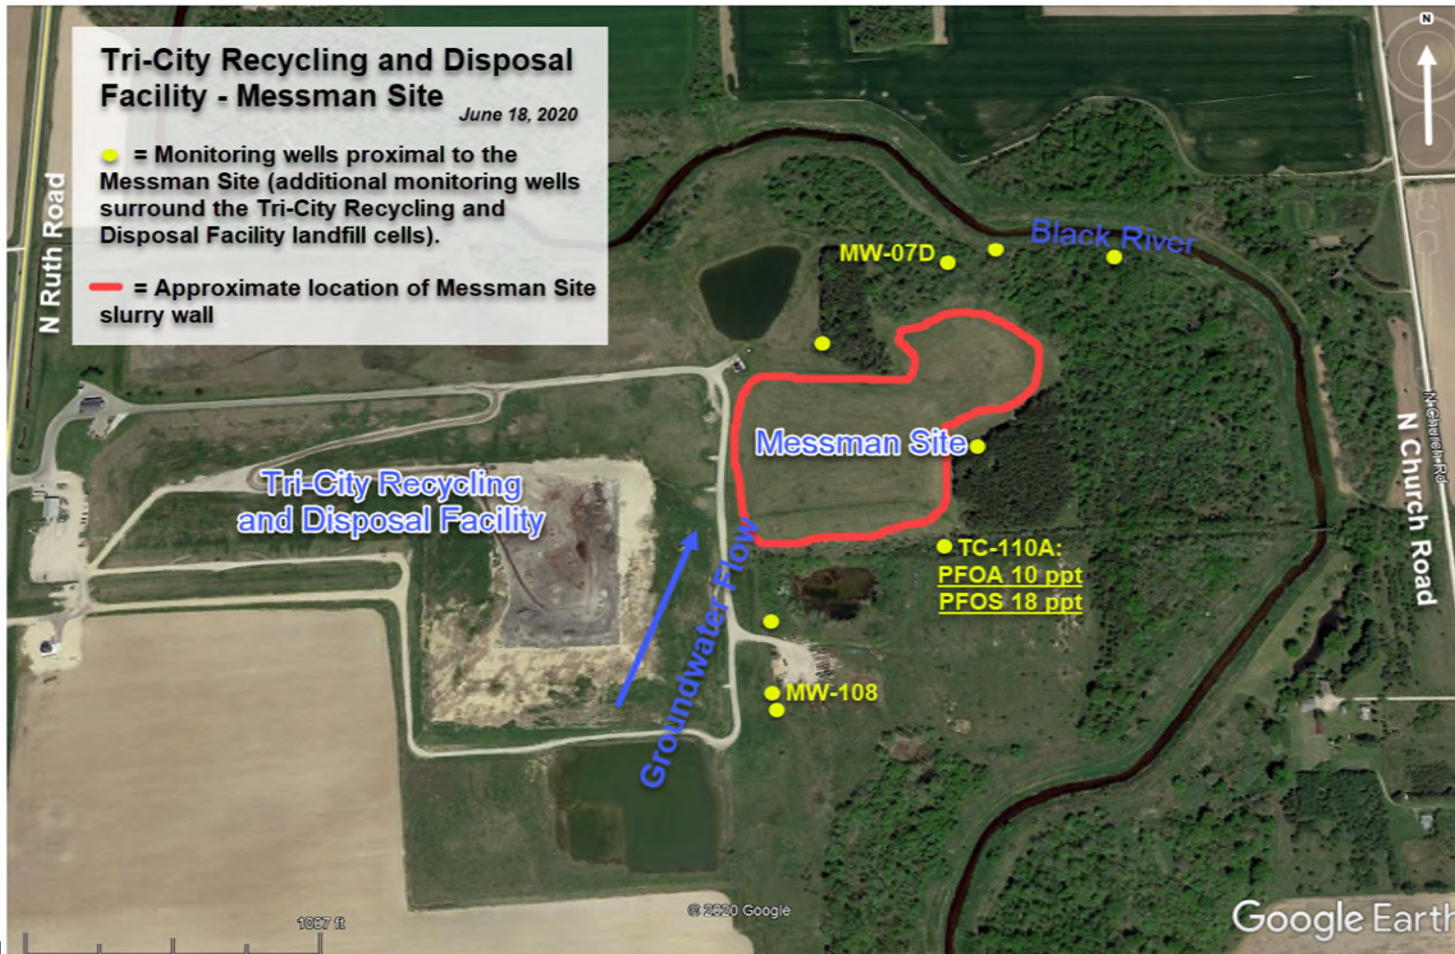 Tri-City Recycling and Disposal
Facility - Messman Site
June 18, 2020
= Monitoring wells proximal to the
Messman Site (additional monitoring wells
surround the Tri-City Recycling and
Disposal Facility landfill cells).
= Approximate location of Messman Site
slurry wall
N
N Ruth Road
Black River
MW-07D
Messman Site
Tri-City Recycling
and Disposal Facility
Groundwater Flow
TC-110A:
PFOA 10 ppt
PFOS 18 ppt
MW-108
N Church Rd
N Church Road
© 2020 Google
1087 ft
Google Earth